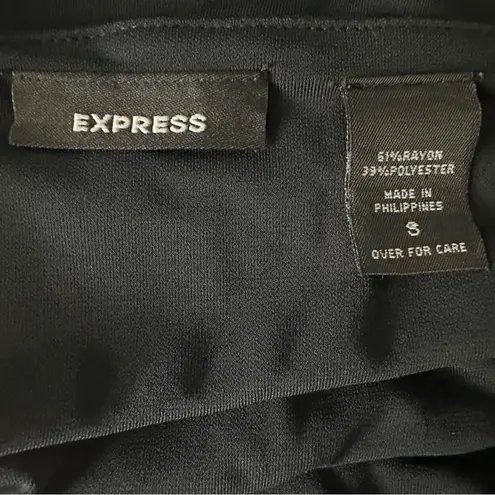 EXPRESS
61%RAYON
39%POLYESTER
MADE IN
PHILIPPINES
S
OVER FOR CARE